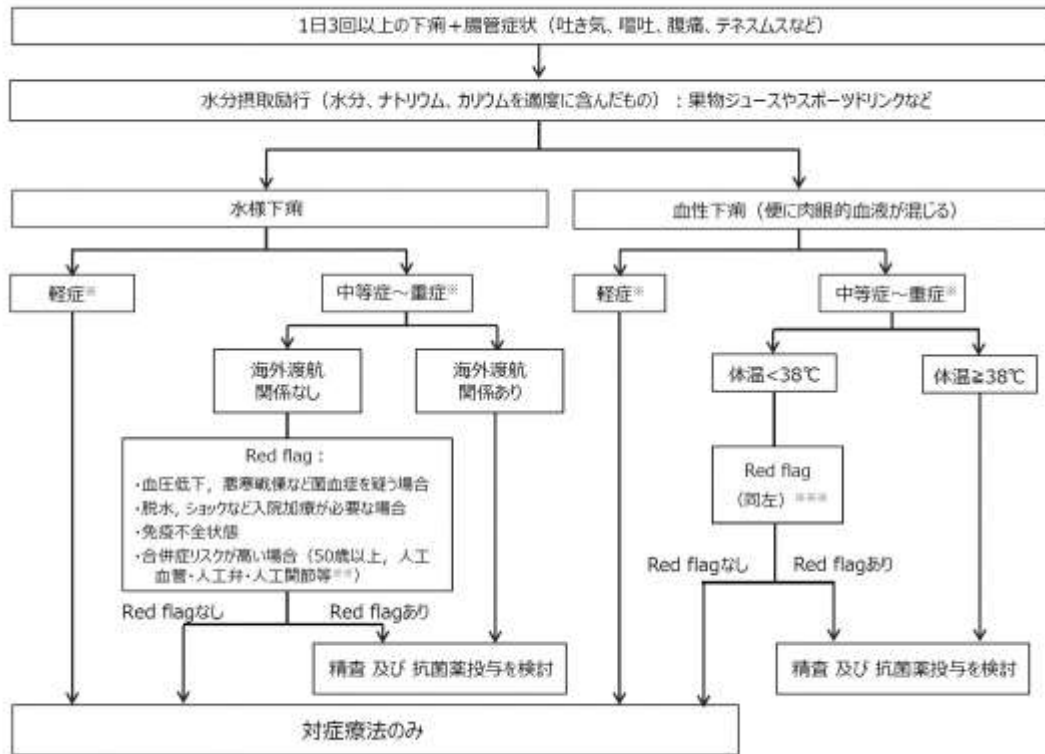 1日3回以上の下痢+腸管症状（吐き気、嘔吐、腹痛、テネスムスなど）
水分摂取励行（水分、ナトリウム、カリウムを適度に含んだもの）：果物ジュースやスポーツドリンクなど
水様下痢
血性下痢（便に肉眼的血液が混じる）
軽症※
中等症～重症※
軽症※
中等症～重症※
海外渡航
関係なし
海外渡航
関係あり
体温<38℃
体温≧38℃
Red flag：
・血圧低下，悪寒戦慄など菌血症を疑う場合
・脱水，ショックなど入院加療が必要な場合
・免疫不全状態
・合併症リスクが高い場合（50歳以上，人工
血管・人工弁・人工関節等※※）
Red flag
（同左）※※※
Red flagなし
Red flagあり
Red flagなし
Red flagあり
精査 及び 抗菌薬投与を検討
精査 及び 抗菌薬投与を検討
対症療法のみ